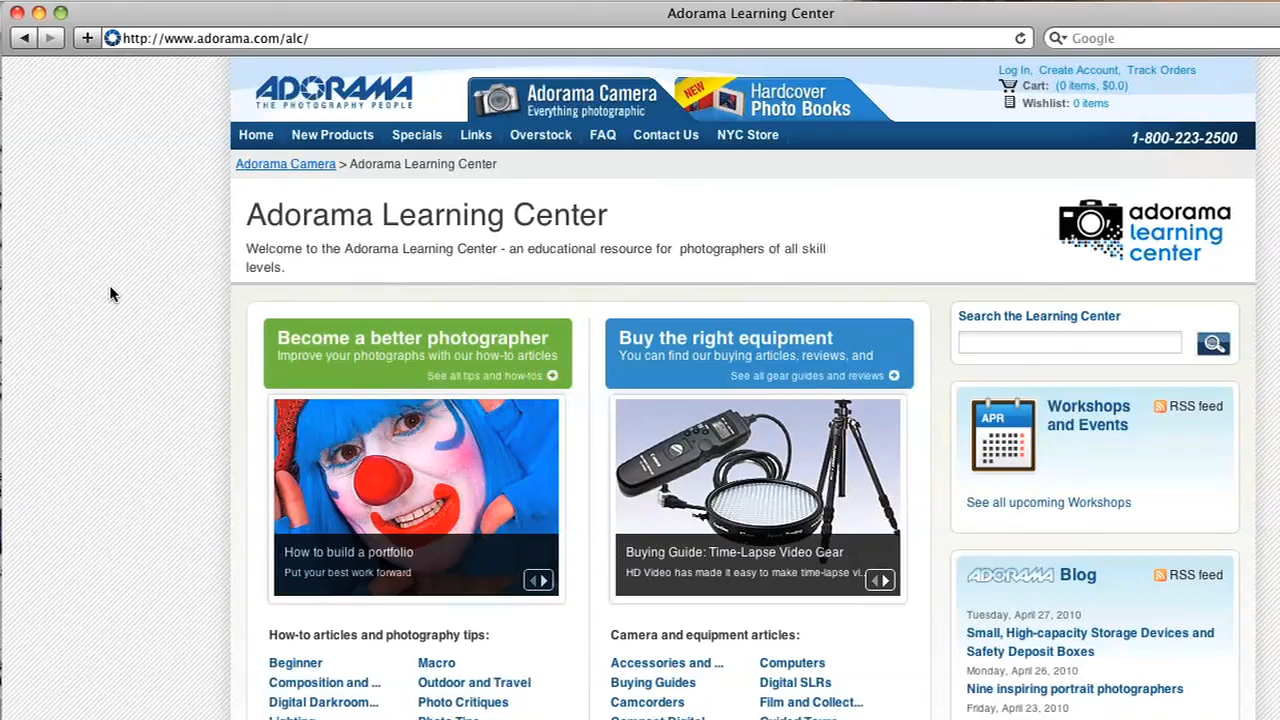 Adorama Learning Center
http://www.adorama.com/alc/
Google
ADORAMA
THE PHOTOGRAPHY PEOPLE
Adorama Camera
Everything photographic
NEW
Hardcover
Photo Books
Log In, Create Account, Track Orders
Cart: (0 items, $0.0)
Wishlist: 0 items
Home New Products Specials Links Overstock FAQ Contact Us NYC Store
1-800-223-2500
Adorama Camera > Adorama Learning Center
Adorama Learning Center
Welcome to the Adorama Learning Center - an educational resource for photographers of all skill
levels.
adorama
learning
center
Become a better photographer
Improve your photographs with our how-to articles
See all tips and how-tos
Buy the right equipment
You can find our buying articles, reviews, and
See all gear guides and reviews
Search the Learning Center
How to build a portfolio
Put your best work forward
Buying Guide: Time-Lapse Video Gear
HD Video has made it easy to make time-lapse vi...
APR
Workshops
and Events
RSS feed
See all upcoming Workshops
How-to articles and photography tips:
Beginner
Macro
Composition and ...
Outdoor and Travel
Digital Darkroom...
Photo Critiques
Camera and equipment articles:
Accessories and ...
Computers
Buying Guides
Digital SLRs
Camcorders
Film and Collect...
ADORAMA Blog
RSS feed
Tuesday, April 27, 2010
Small, High-capacity Storage Devices and
Safety Deposit Boxes
Monday, April 26, 2010
Nine inspiring portrait photographers
Friday, April 23, 2010